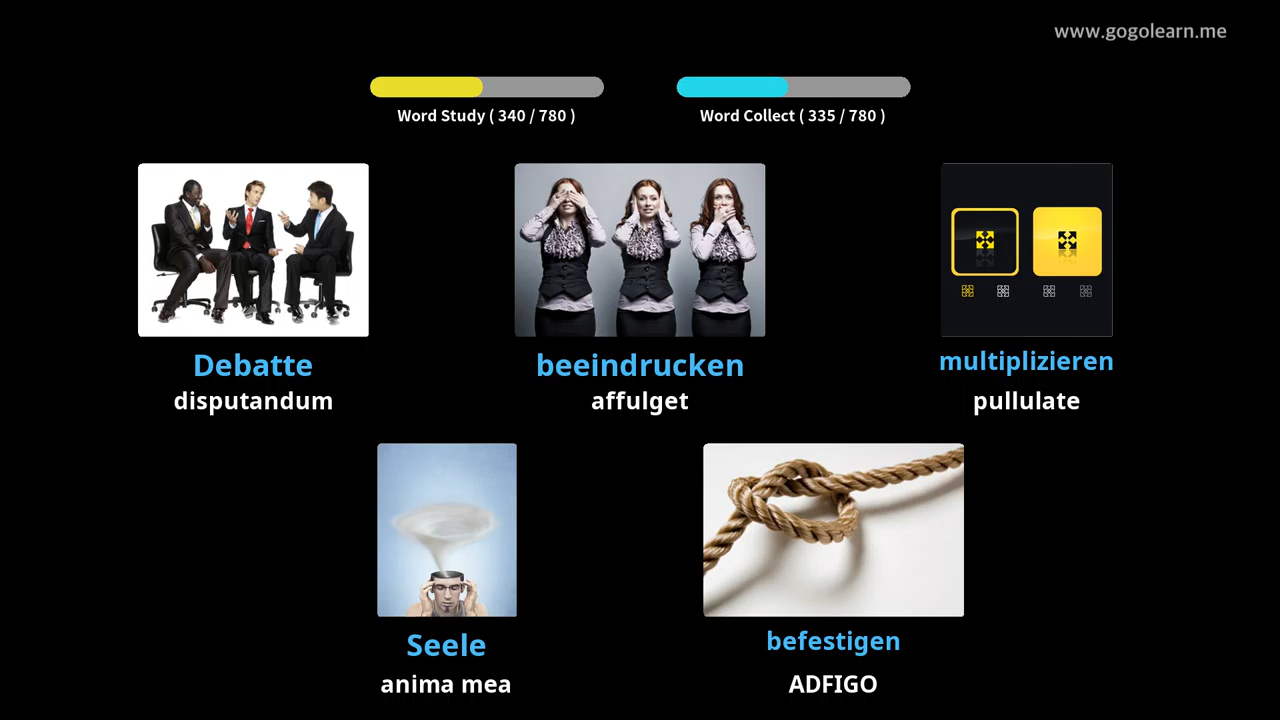 www.gogolearn.me
Word Study ( 340 / 780 )
Word Collect ( 335 / 780 )
Debatte
disputandum
beeindrucken
affulget
multiplizieren
pullulate
Seele
anima mea
befestigen
ADFIGO